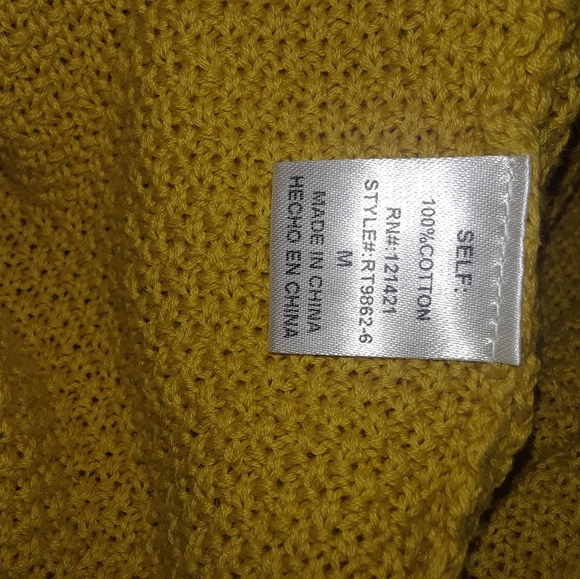 SELF:
100%COTTON
RN#:121421
STYLE#:RT9862-6
M
MADE IN CHINA
HECHO EN CHINA